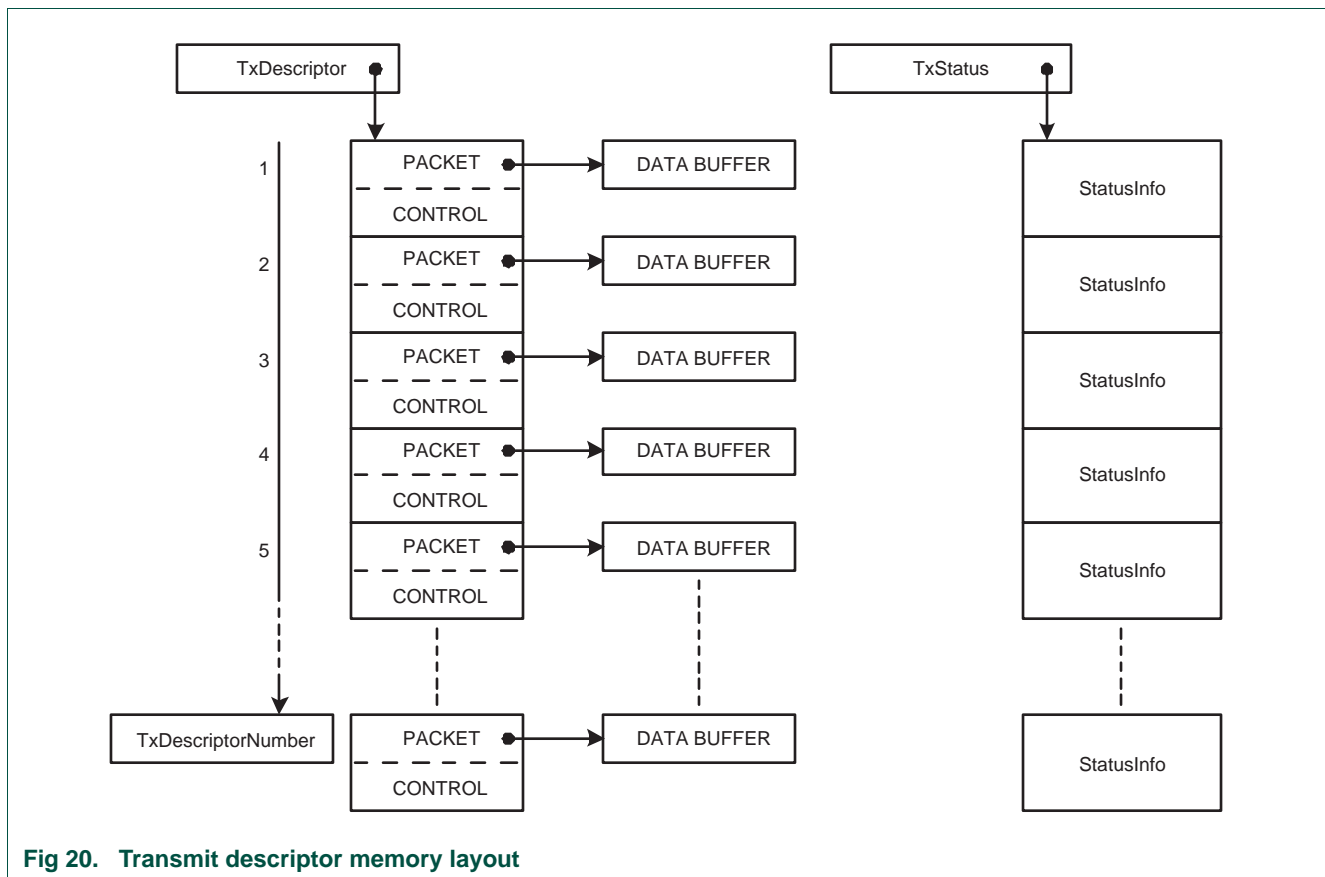 TxDescriptor
TxStatus
1
PACKET
DATA BUFFER
CONTROL
StatusInfo
2
PACKET
DATA BUFFER
CONTROL
StatusInfo
3
PACKET
DATA BUFFER
CONTROL
StatusInfo
4
PACKET
DATA BUFFER
CONTROL
StatusInfo
5
PACKET
DATA BUFFER
CONTROL
StatusInfo
TxDescriptorNumber
PACKET
DATA BUFFER
CONTROL
StatusInfo
Fig 20. Transmit descriptor memory layout